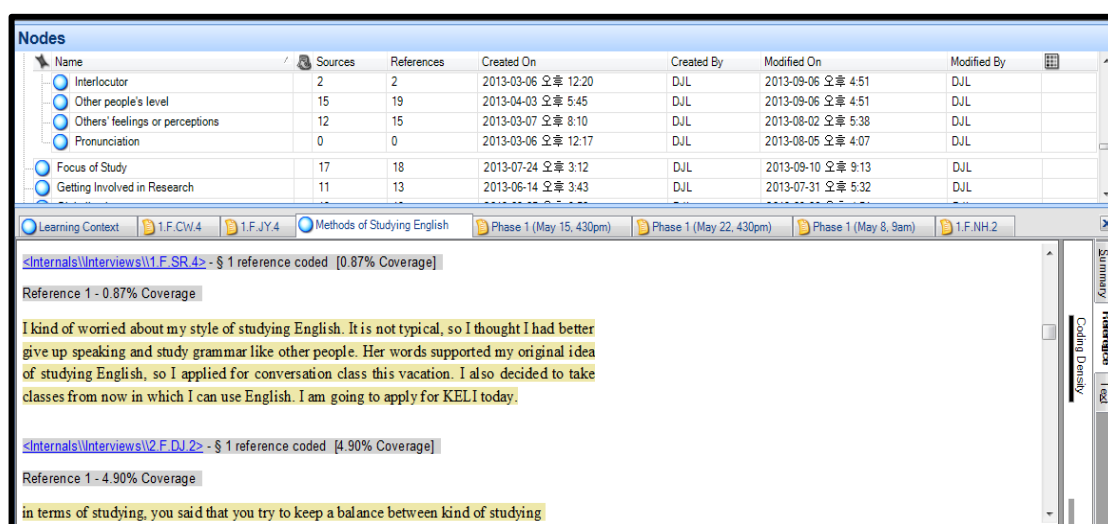 Nodes
Name / Sources References Created On Created By Modified On Modified By
Interlocutor 2 2 2013-03-06 오후 12:20 DJL 2013-09-06 오후 4:51 DJL
Other people's level 15 19 2013-04-03 오후 5:45 DJL 2013-09-06 오후 4:51 DJL
Others' feelings or perceptions 12 15 2013-03-07 오후 8:10 DJL 2013-08-02 오후 5:38 DJL
Pronunciation 0 0 2013-03-06 오후 12:17 DJL 2013-08-05 오후 4:07 DJL
Focus of Study 17 18 2013-07-24 오후 3:12 DJL 2013-09-10 오후 9:13 DJL
Getting Involved in Research 11 13 2013-06-14 오후 3:43 DJL 2013-07-31 오후 5:32 DJL
Learning Context 1.F.CW.4 1.F.JY.4 Methods of Studying English Phase 1 (May 15, 430pm) Phase 1 (May 22, 430pm) Phase 1 (May 8, 9am) 1.F.NH.2
<Internals\\Interviews\\1.F.SR.4> - § 1 reference coded [0.87% Coverage]
Reference 1 - 0.87% Coverage
I kind of worried about my style of studying English. It is not typical, so I thought I had better
give up speaking and study grammar like other people. Her words supported my original idea
of studying English, so I applied for conversation class this vacation. I also decided to take
classes from now in which I can use English. I am going to apply for KELI today.
<Internals\\Interviews\\2.F.DJ.2> - § 1 reference coded [4.90% Coverage]
Reference 1 - 4.90% Coverage
in terms of studying, you said that you try to keep a balance between kind of studying
Coding Density
Summary
Reference
Text